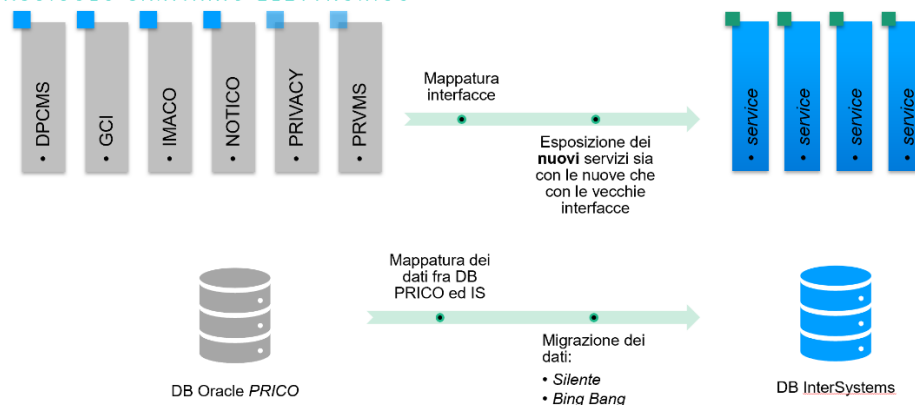 • DPCMS
• GCI
• IMACO
• NOTICO
• PRIVACY
• PRVMS
Mappatura
interfacce
Esposizione dei
nuovi servizi sia
con le nuove che
con le vecchie
interfacce
• service
• service
• service
• service
Mappatura dei
dati fra DB
PRICO ed IS
Migrazione dei
dati:
• Silente
• Bing Bang
DB Oracle PRICO
DB InterSystems